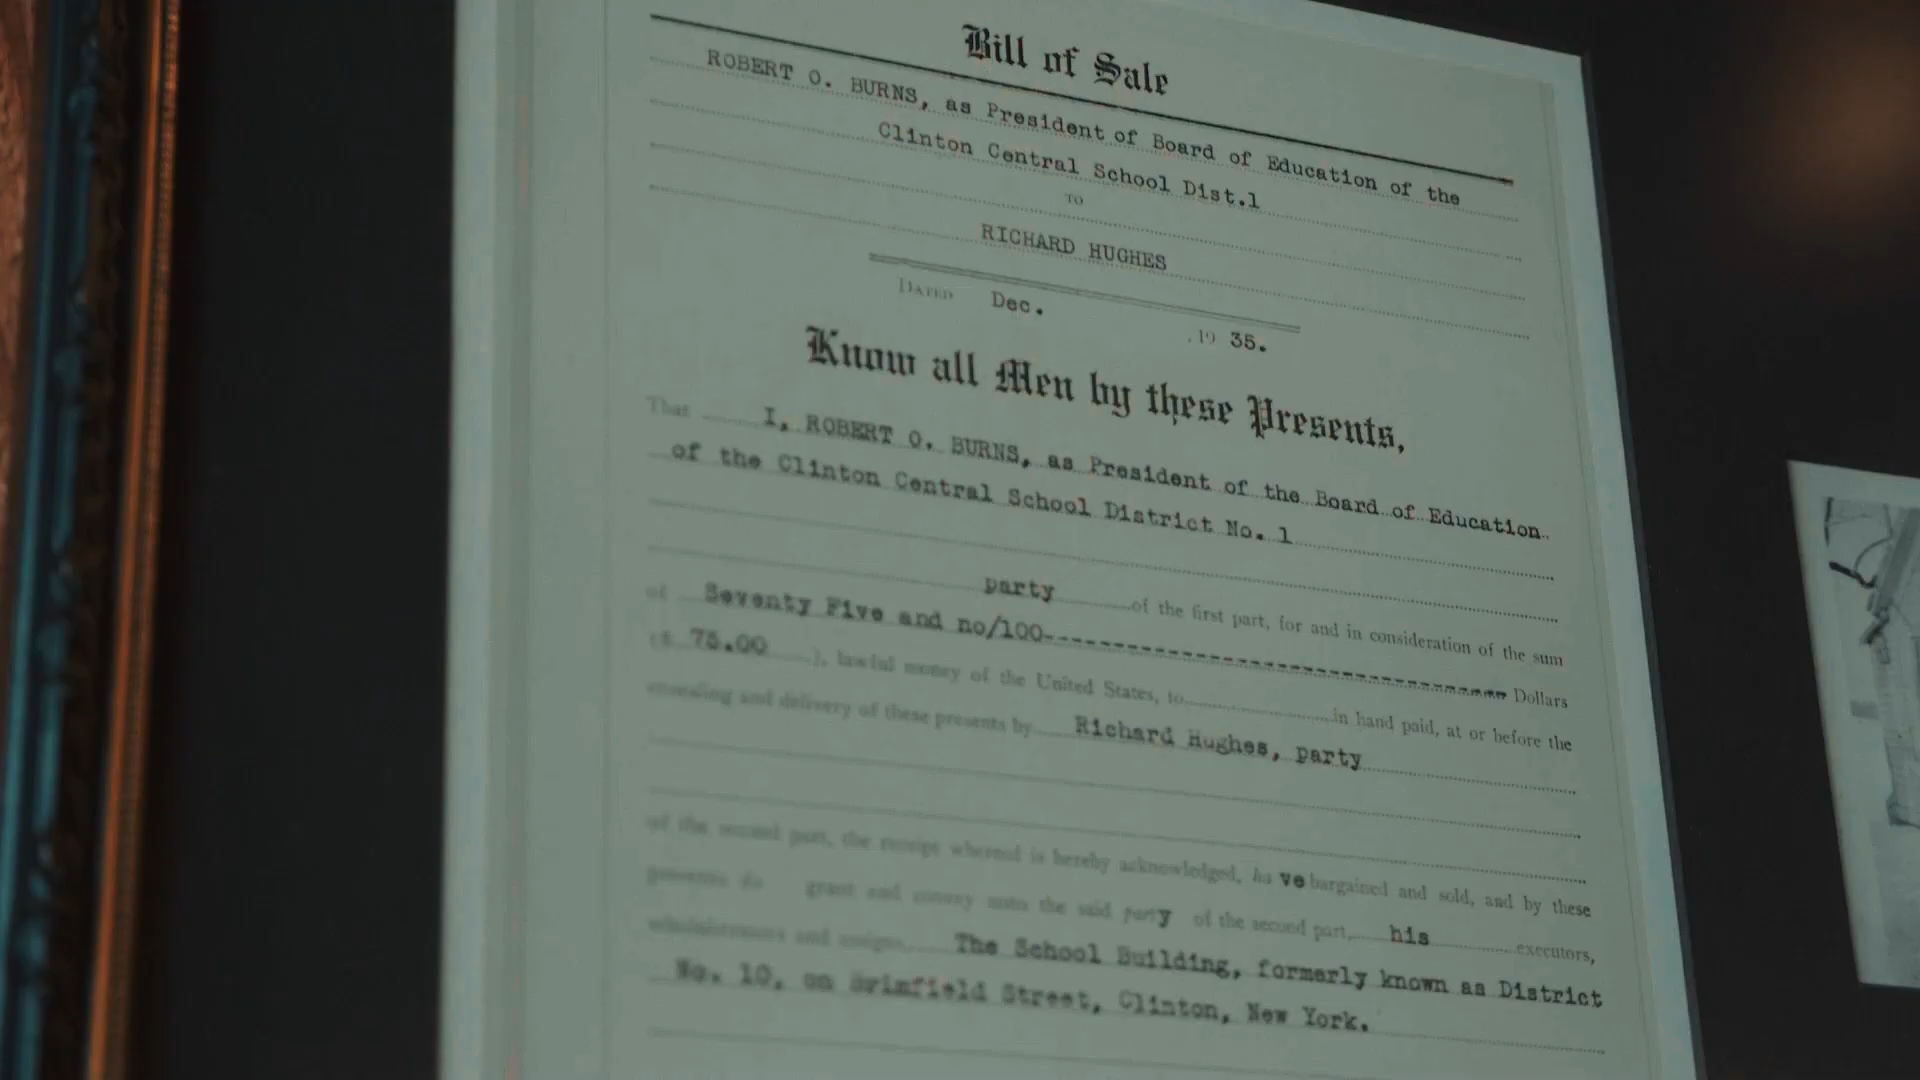 Bill of Sale
ROBERT O. BURNS, as President of Board of Education of the
Clinton Central School Dist.1
TO
RICHARD HUGHES
DATED Dec. , 19 35.
Know all Men by these Presents,
That I, ROBERT O. BURNS, as President of the Board of Education
of the Clinton Central School District No. 1
party of the first part, for and in consideration of the sum
of Seventy Five and no/100 Dollars
($ 75.00 ), lawful money of the United States, to in hand paid, at or before the
ensealing and delivery of these presents by Richard Hughes, party
of the second part, the receipt whereof is hereby acknowledged, ha ve bargained and sold, and by these
presents do grant and convey unto the said party of the second part, his executors,
administrators and assigns, The School Building, formerly known as District
No. 10, on Brimfield Street, Clinton, New York.